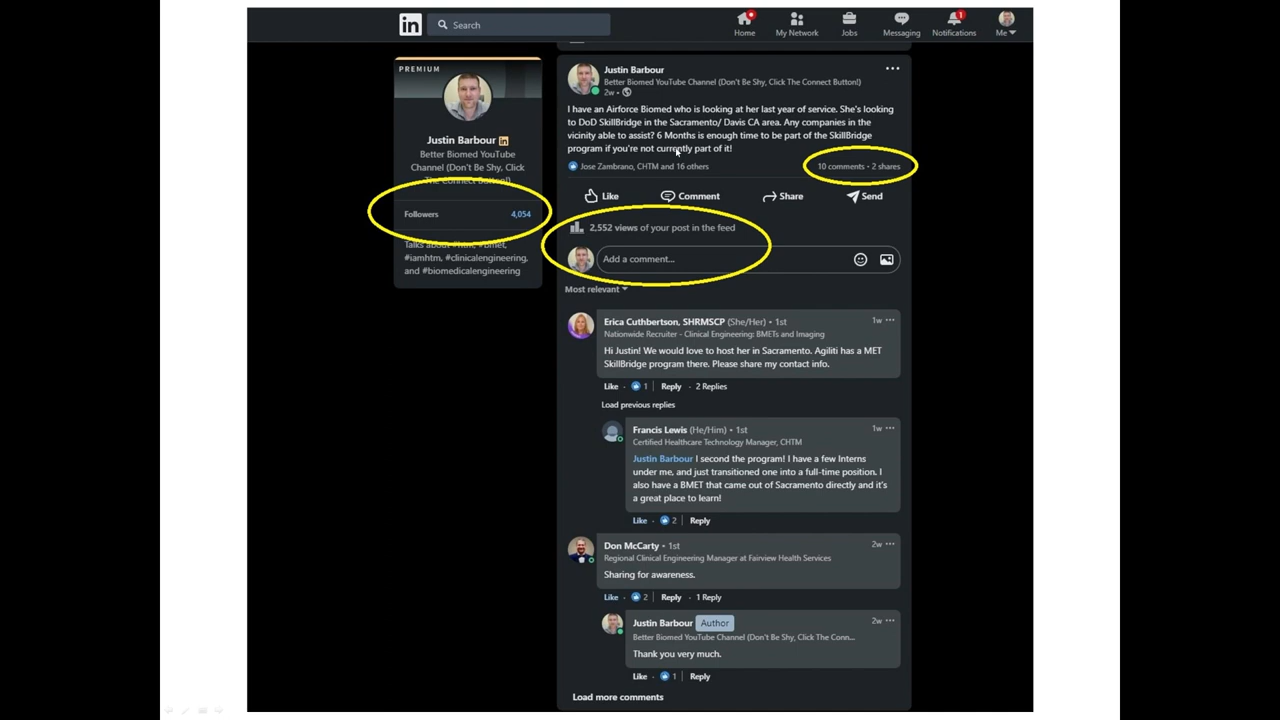 in
Search
Home
My Network
Jobs
Messaging
1
Notifications
Me
PREMIUM
Justin Barbour in
Better Biomed YouTube
Channel (Don't Be Shy, Click
The Connect Button!)
Followers 4,054
Talks about #htm, #bmet,
#iamhtm, #clinicalengineering,
and #biomedicalengineering
Justin Barbour
Better Biomed YouTube Channel (Don't Be Shy, Click The Connect Button!)
2w •
I have an Airforce Biomed who is looking at her last year of service. She's looking
to DoD SkillBridge in the Sacramento/ Davis CA area. Any companies in the
vicinity able to assist? 6 Months is enough time to be part of the SkillBridge
program if you're not currently part of it!
Jose Zambrano, CHTM and 16 others
10 comments • 2 shares
Like
Comment
Share
Send
2,552 views of your post in the feed
Add a comment...
Most relevant
Erica Cuthbertson, SHRMSCP (She/Her) • 1st
1w
Nationwide Recruiter - Clinical Engineering: BMETs and Imaging
Hi Justin! We would love to host her in Sacramento. Agiliti has a MET
SkillBridge program there. Please share my contact info.
Like · 1 | Reply · 2 Replies
Load previous replies
Francis Lewis (He/Him) • 1st
1w
Certified Healthcare Technology Manager, CHTM
Justin Barbour I second the program! I have a few Interns
under me, and just transitioned one into a full-time position. I
also have a BMET that came out of Sacramento directly and it's
a great place to learn!
Like · 2 | Reply
Don McCarty • 1st
2w
Regional Clinical Engineering Manager at Fairview Health Services
Sharing for awareness.
Like · 2 | Reply · 1 Reply
Justin Barbour Author
2w
Better Biomed YouTube Channel (Don't Be Shy, Click The Conn...
Thank you very much.
Like · 1 | Reply
Load more comments